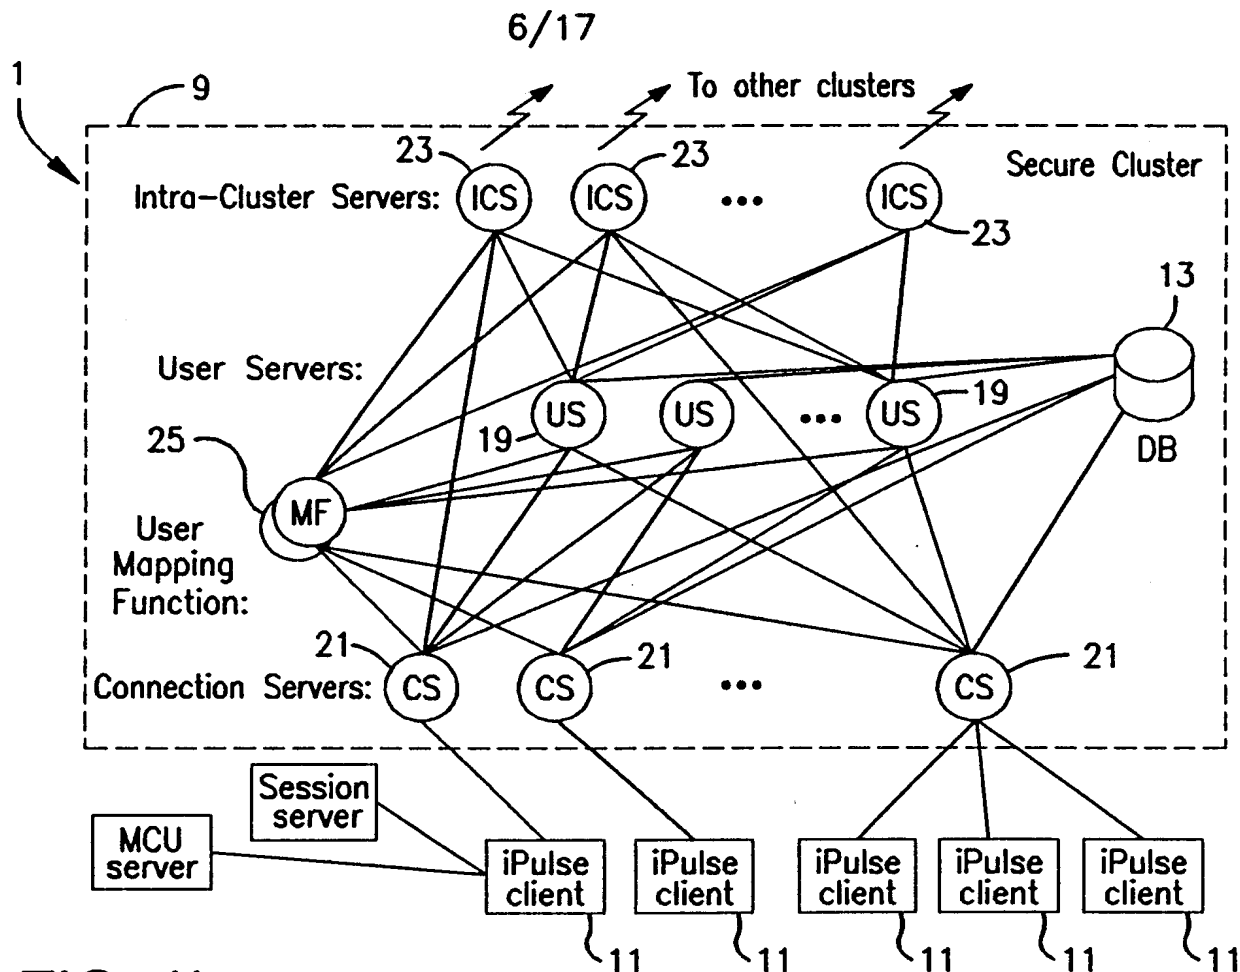 6/17
1
9
To other clusters
23
23
Secure Cluster
Intra-Cluster Servers:
ICS
ICS
•••
ICS
23
13
User Servers:
US
US
•••
US
19
19
DB
25
MF
User
Mapping
Function:
21
21
21
Connection Servers:
CS
CS
•••
CS
Session
server
MCU
server
iPulse
client
iPulse
client
iPulse
client
iPulse
client
iPulse
client
11
11
11
11
11